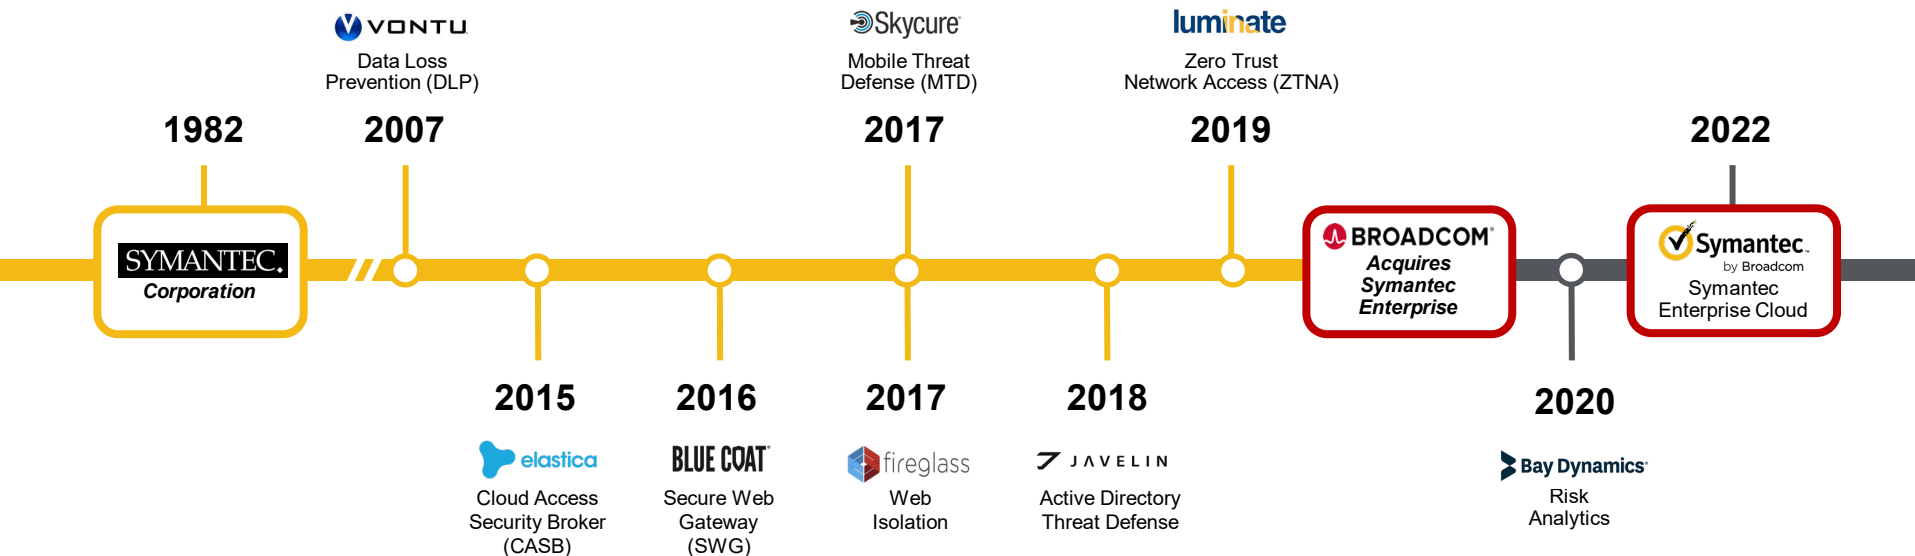 VONTU
Data Loss
Prevention (DLP)
Skycure
Mobile Threat
Defense (MTD)
luminate
Zero Trust
Network Access (ZTNA)
1982
2007
2017
2019
2022
SYMANTEC.
Corporation
BROADCOM®
Acquires
Symantec
Enterprise
Symantec™
by Broadcom
Symantec
Enterprise Cloud
2015
2016
2017
2018
2020
elastica
Cloud Access
Security Broker
(CASB)
BLUE COAT®
Secure Web
Gateway
(SWG)
fireglass
Web
Isolation
JAVELIN
Active Directory
Threat Defense
Bay Dynamics®
Risk
Analytics